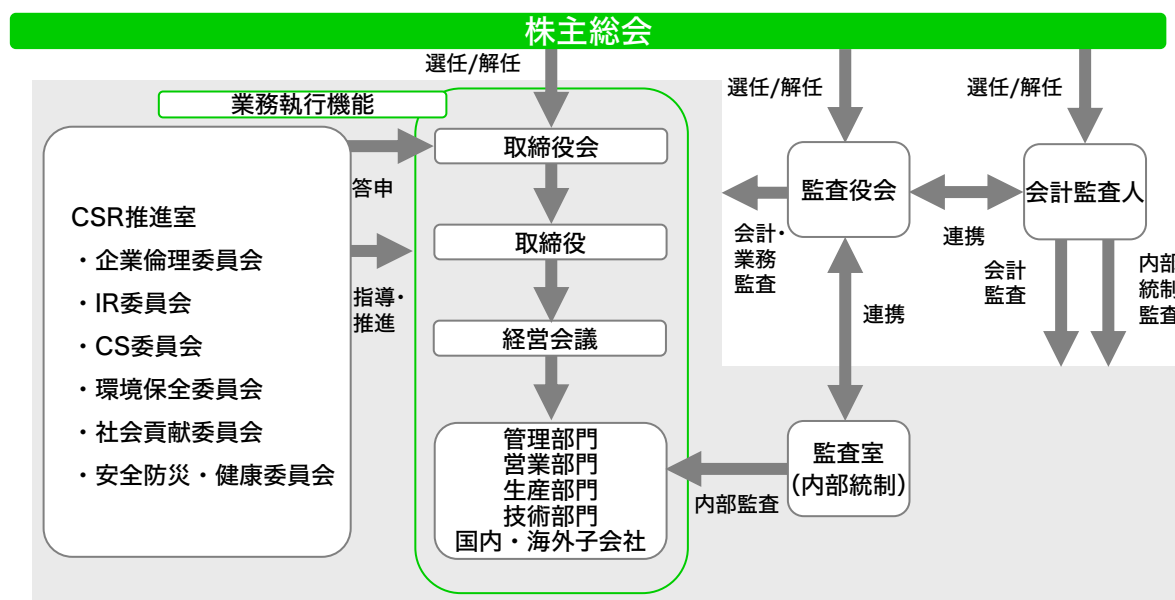 株主総会
選任/解任
選任/解任
選任/解任
業務執行機能
取締役会
答申
CSR推進室
・企業倫理委員会
・IR委員会
・CS委員会
・環境保全委員会
・社会貢献委員会
・安全防災・健康委員会
指導・
推進
取締役
経営会議
管理部門
営業部門
生産部門
技術部門
国内・海外子会社
監査役会
会計監査人
連携
会計・
業務
監査
会計
監査
内部
統制
監査
連携
監査室
(内部統制)
内部監査